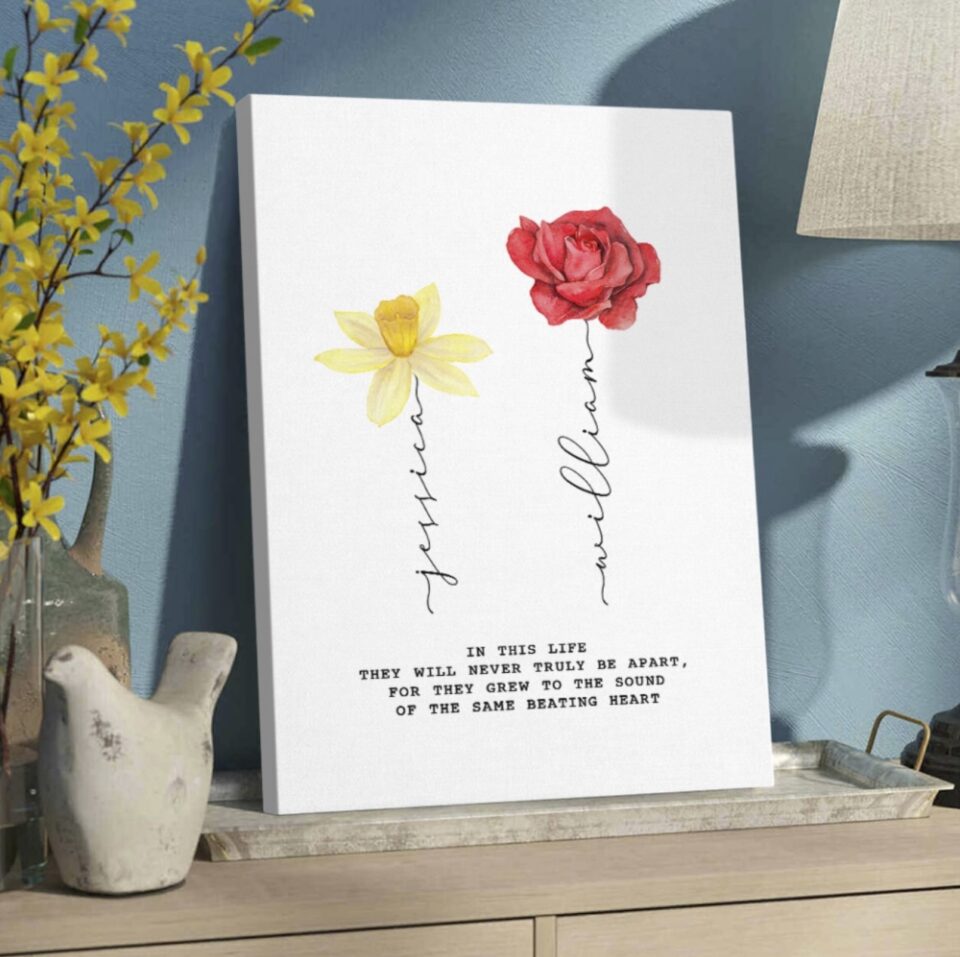 jessica
william
IN THIS LIFE
THEY WILL NEVER TRULY BE APART,
FOR THEY GREW TO THE SOUND
OF THE SAME BEATING HEART